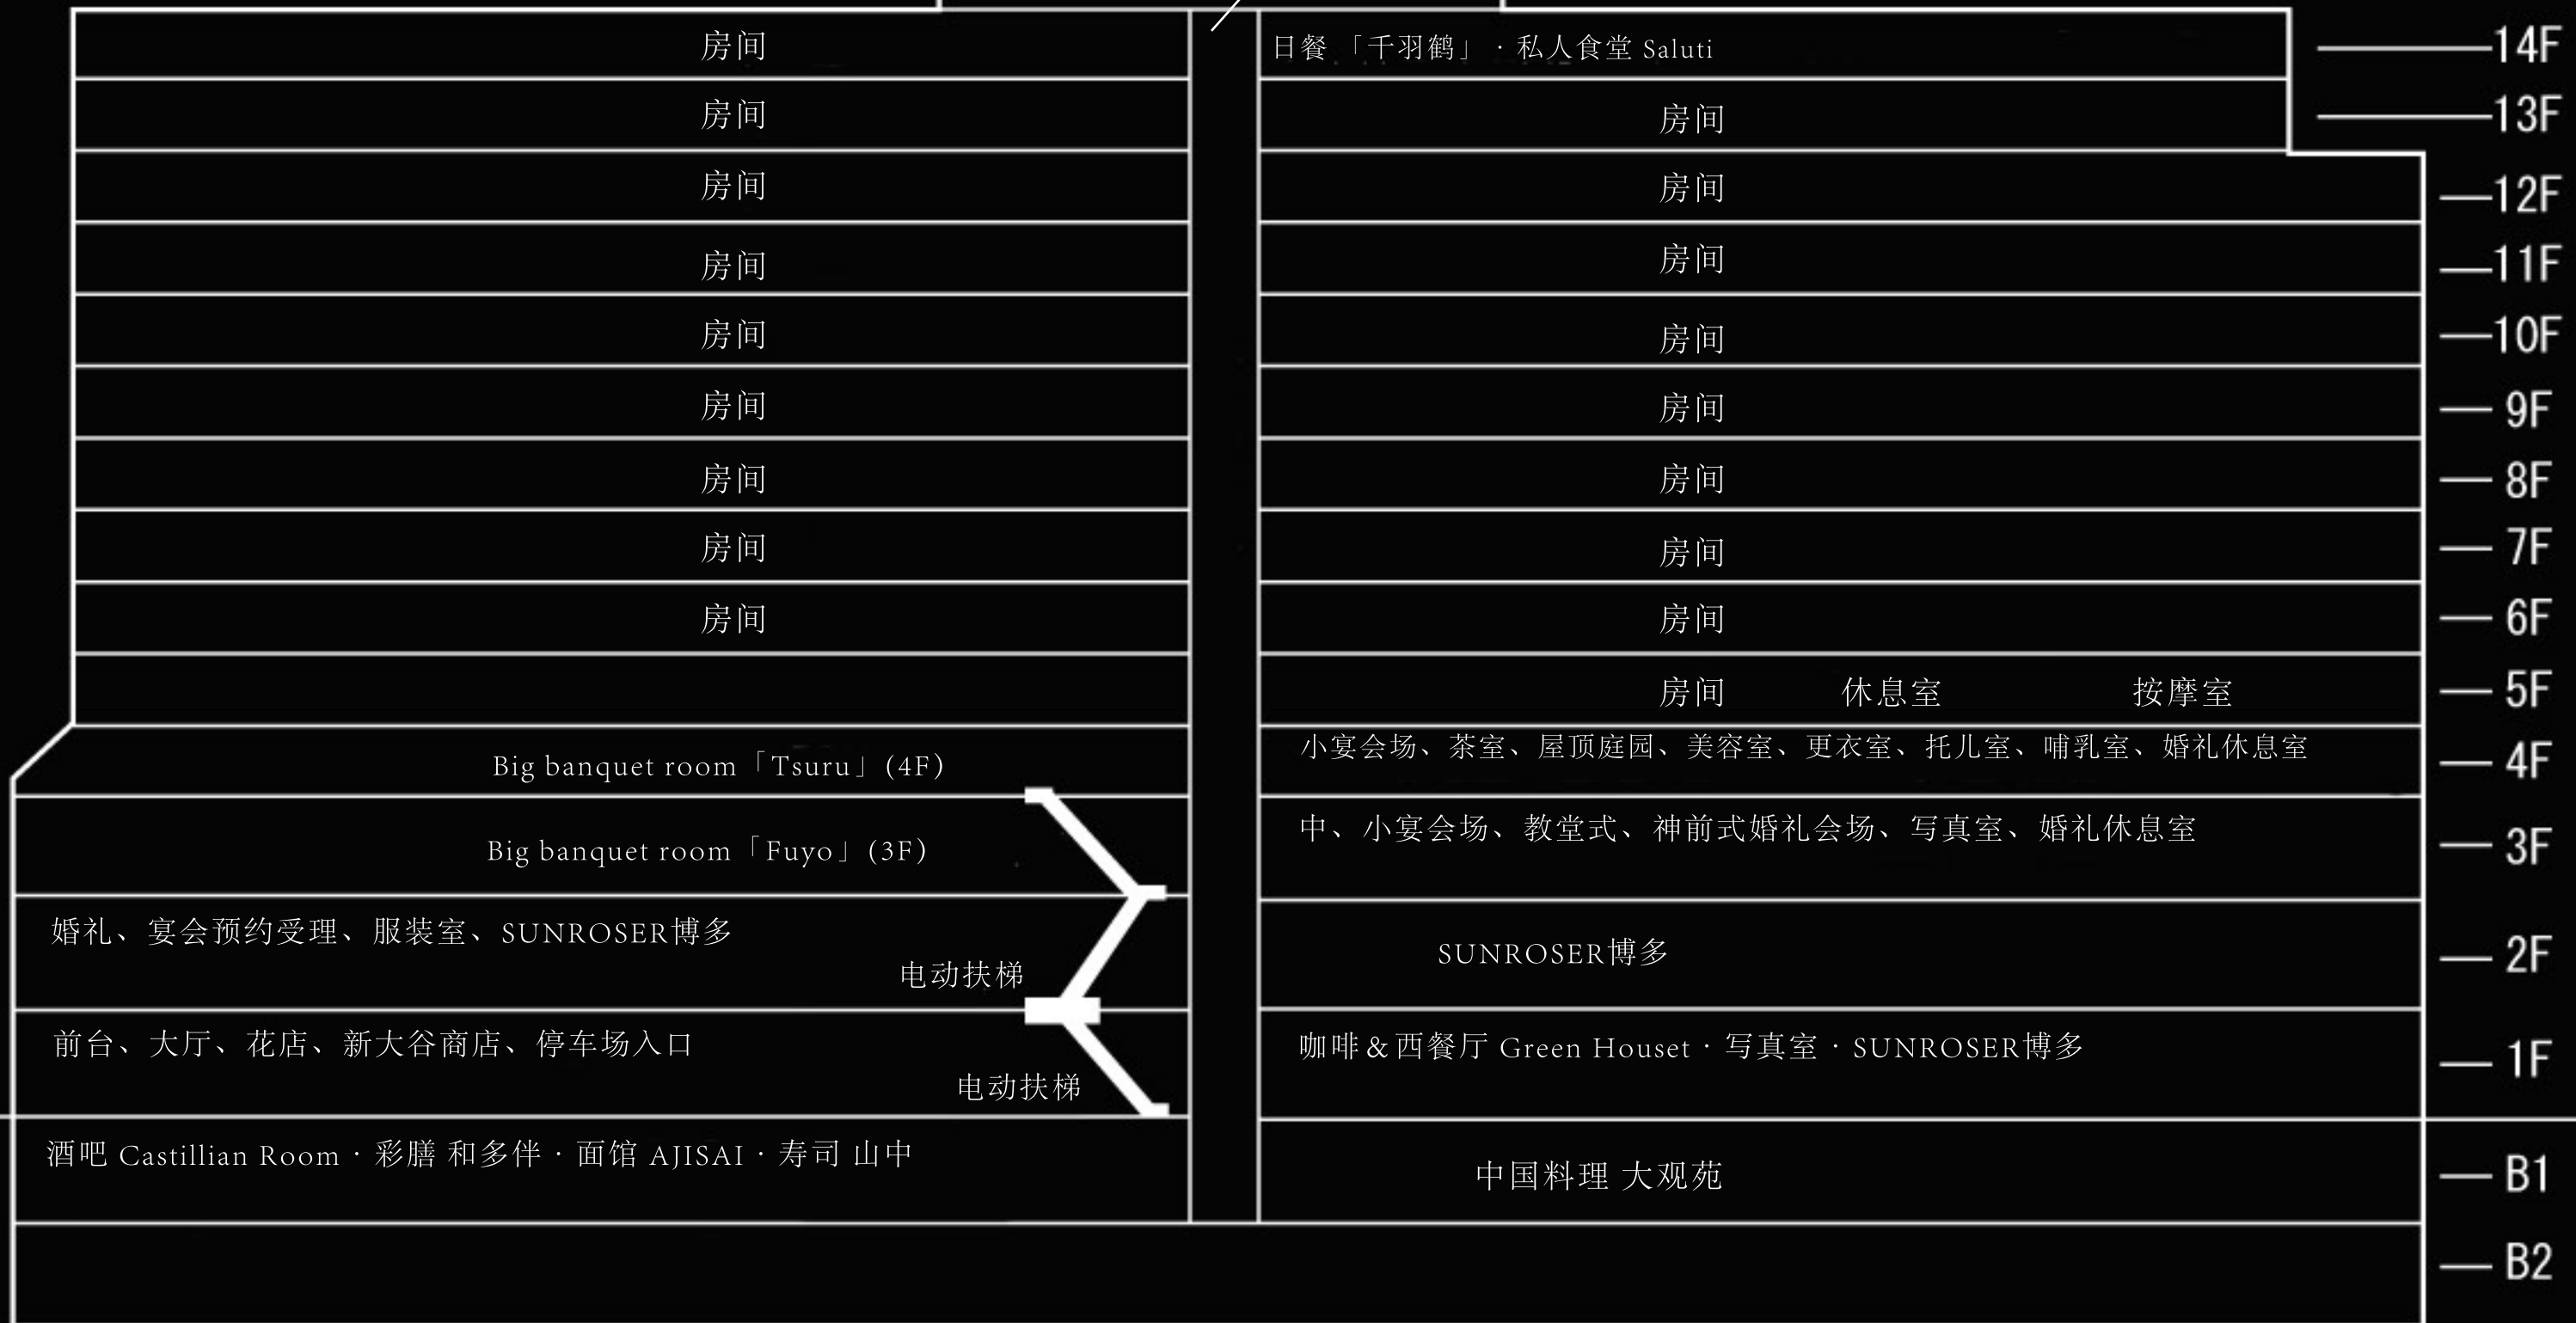 房间 日餐 「千羽鹤」 · 私人食堂 Saluti 14F
房间 房间 13F
房间 房间 12F
房间 房间 11F
房间 房间 10F
房间 房间 9F
房间 房间 8F
房间 房间 7F
房间 房间 6F
房间 休息室 按摩室 5F
Big banquet room「Tsuru」(4F)
小宴会场、茶室、屋顶庭园、美容室、更衣室、托儿室、哺乳室、婚礼休息室
4F
Big banquet room「Fuyo」(3F)
中、小宴会场、教堂式、神前式婚礼会场、写真室、婚礼休息室
3F
婚礼、宴会预约受理、服装室、SUNROSER博多
电动扶梯
SUNROSER博多
2F
前台、大厅、花店、新大谷商店、停车场入口
电动扶梯
咖啡＆西餐厅 Green Houset · 写真室 · SUNROSER博多
1F
酒吧 Castillian Room · 彩膳 和多伴 · 面馆 AJISAI · 寿司 山中
中国料理 大观苑
B1
B2